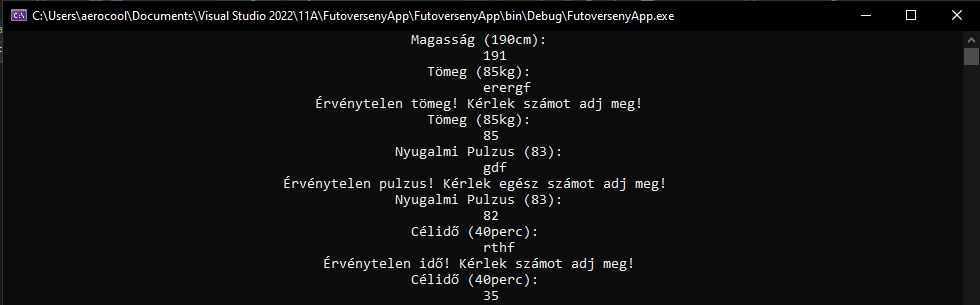 C:\Users\aerocool\Documents\Visual Studio 2022\11A\FutoversenyApp\FutoversenyApp\bin\Debug\FutoversenyApp.exe
Magasság (190cm):
191
Tömeg (85kg):
erergf
Érvénytelen tömeg! Kérlek számot adj meg!
Tömeg (85kg):
85
Nyugalmi Pulzus (83):
gdf
Érvénytelen pulzus! Kérlek egész számot adj meg!
Nyugalmi Pulzus (83):
82
Célidő (40perc):
rthf
Érvénytelen idő! Kérlek számot adj meg!
Célidő (40perc):
35